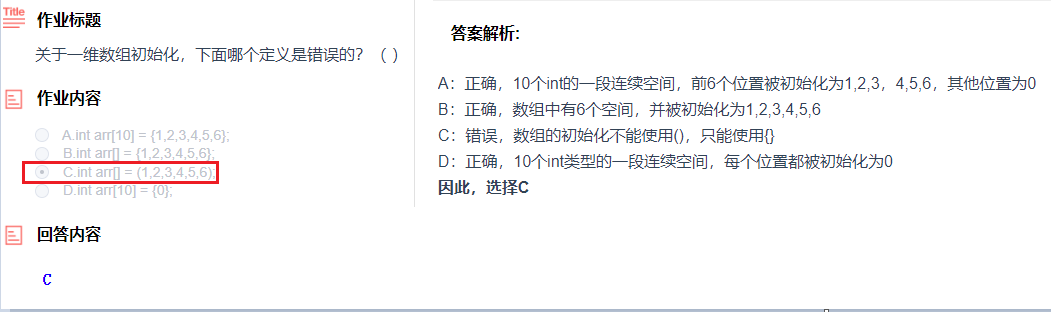 Title
作业标题
关于一维数组初始化，下面哪个定义是错误的？（ ）
作业内容
A.int arr[10] = {1,2,3,4,5,6};
B.int arr[] = {1,2,3,4,5,6};
C.int arr[] = (1,2,3,4,5,6);
D.int arr[10] = {0};
回答内容
C
答案解析：
A：正确，10个int的一段连续空间，前6个位置被初始化为1,2,3，4,5,6，其他位置为0
B：正确，数组中有6个空间，并被初始化为1,2,3,4,5,6
C：错误，数组的初始化不能使用()，只能使用{}
D：正确，10个int类型的一段连续空间，每个位置都被初始化为0
因此，选择C